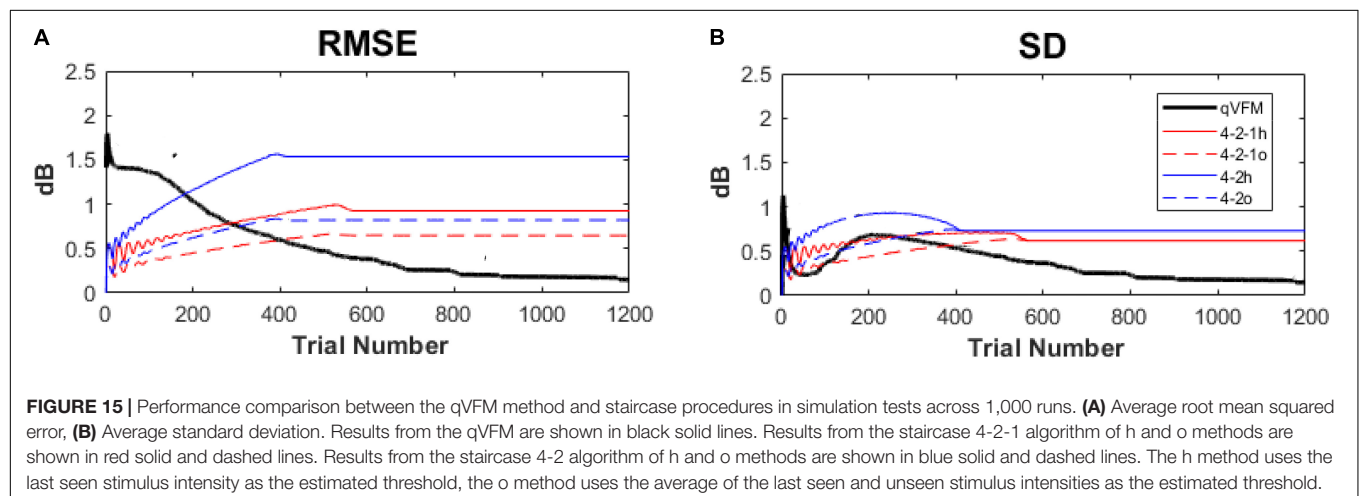 A
RMSE
2.5
2
1.5
1
0.5
0
dB
0 200 400 600 800 1000 1200
Trial Number
B
SD
2.5
2
1.5
1
0.5
0
dB
0 200 400 600 800 1000 1200
Trial Number
qVFM
4-2-1h
4-2-1o
4-2h
4-2o
FIGURE 15 | Performance comparison between the qVFM method and staircase procedures in simulation tests across 1,000 runs. (A) Average root mean squared
error, (B) Average standard deviation. Results from the qVFM are shown in black solid lines. Results from the staircase 4-2-1 algorithm of h and o methods are
shown in red solid and dashed lines. Results from the staircase 4-2 algorithm of h and o methods are shown in blue solid and dashed lines. The h method uses the
last seen stimulus intensity as the estimated threshold, the o method uses the average of the last seen and unseen stimulus intensities as the estimated threshold.